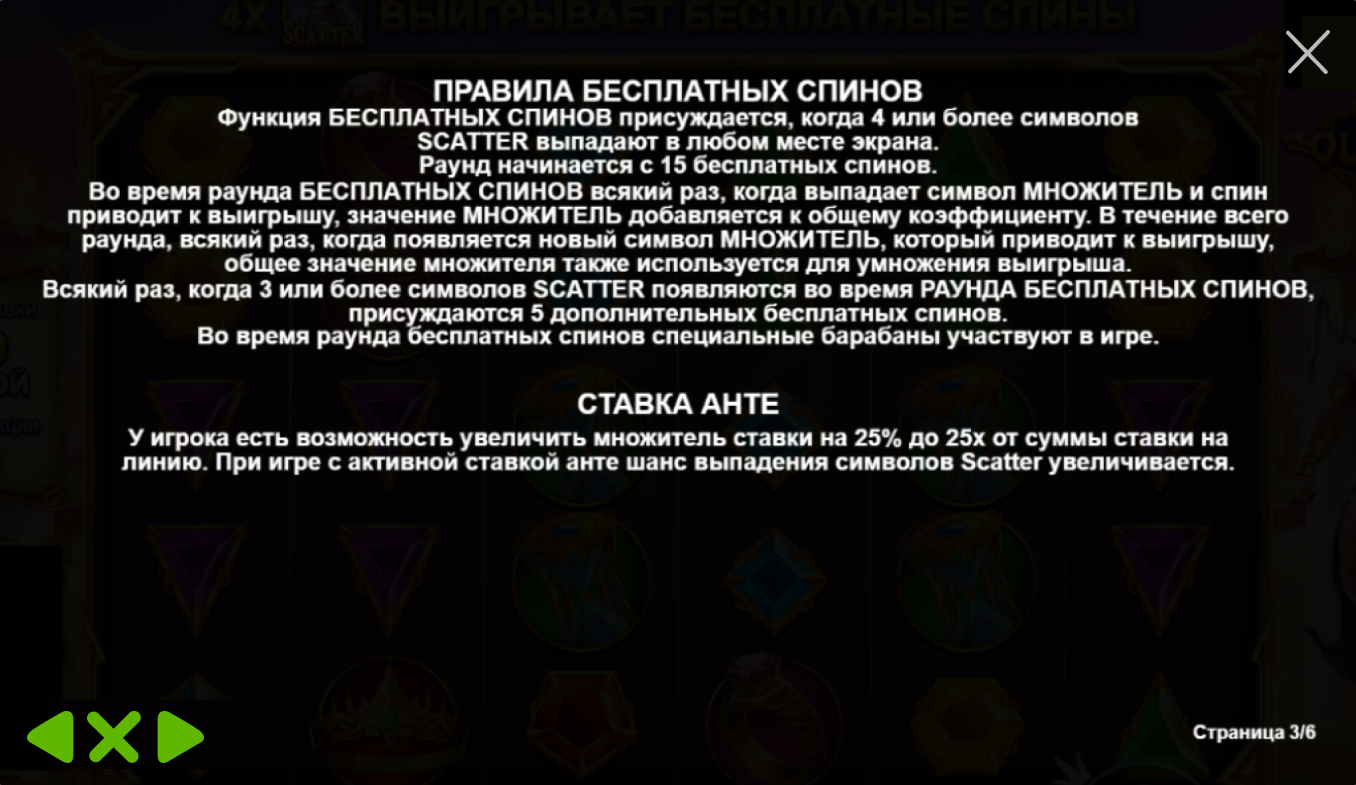 4X SCATTER ВЫИГРЫВАЕТ БЕСПЛАТНЫЕ СПИНЫ
ПРАВИЛА БЕСПЛАТНЫХ СПИНОВ
Функция БЕСПЛАТНЫХ СПИНОВ присуждается, когда 4 или более символов
SCATTER выпадают в любом месте экрана.
Раунд начинается с 15 бесплатных спинов.
Во время раунда БЕСПЛАТНЫХ СПИНОВ всякий раз, когда выпадает символ МНОЖИТЕЛЬ и спин
приводит к выигрышу, значение МНОЖИТЕЛЬ добавляется к общему коэффициенту. В течение всего
раунда, всякий раз, когда появляется новый символ МНОЖИТЕЛЬ, который приводит к выигрышу,
общее значение множителя также используется для умножения выигрыша.
Всякий раз, когда 3 или более символов SCATTER появляются во время РАУНДА БЕСПЛАТНЫХ СПИНОВ,
присуждаются 5 дополнительных бесплатных спинов.
Во время раунда бесплатных спинов специальные барабаны участвуют в игре.
СТАВКА АНТЕ
У игрока есть возможность увеличить множитель ставки на 25% до 25x от суммы ставки на
линию. При игре с активной ставкой анте шанс выпадения символов Scatter увеличивается.
Страница 3/6